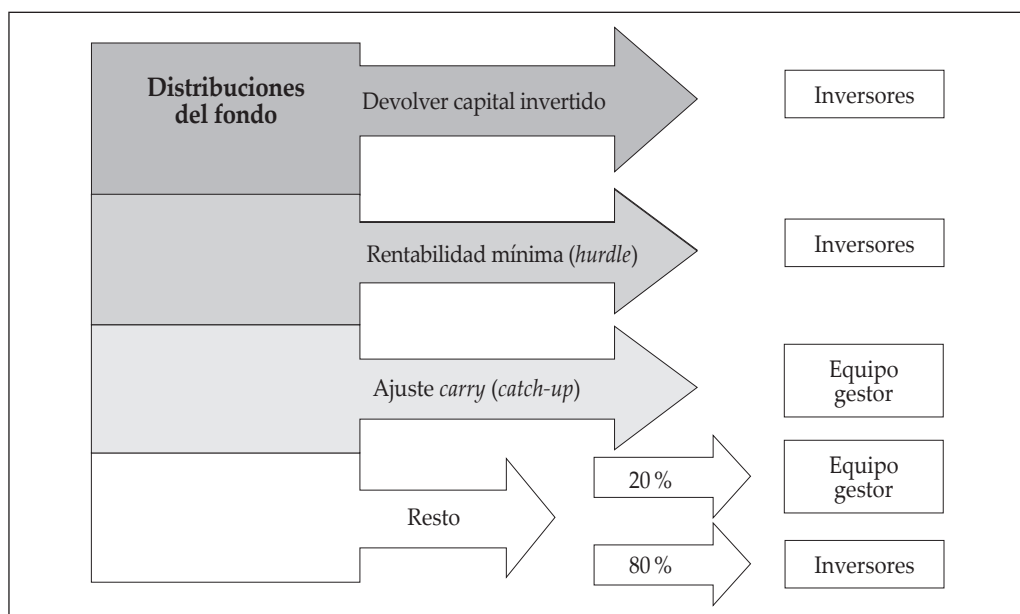 Distribuciones
del fondo
Devolver capital invertido
Inversores
Rentabilidad mínima (hurdle)
Inversores
Ajuste carry (catch-up)
Equipo
gestor
Resto
20 %
Equipo
gestor
80 %
Inversores